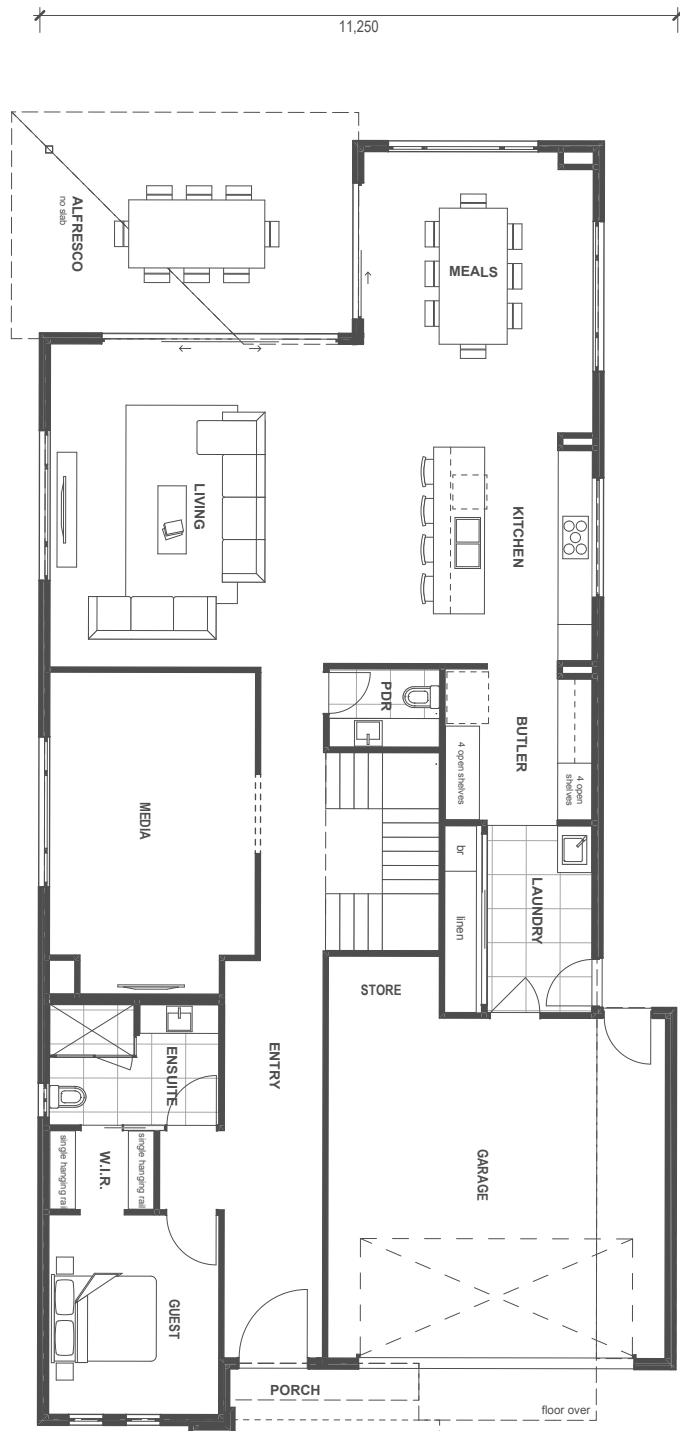 11,250
ALFRESCO
no slab
MEALS
LIVING
KITCHEN
PDR
BUTLER
4 open shelves
4 open
shelves
MEDIA
br
linen
LAUNDRY
STORE
ENTRY
ENSUITE
single hanging rail
W.I.R.
single hanging rail
GARAGE
GUEST
PORCH
floor over